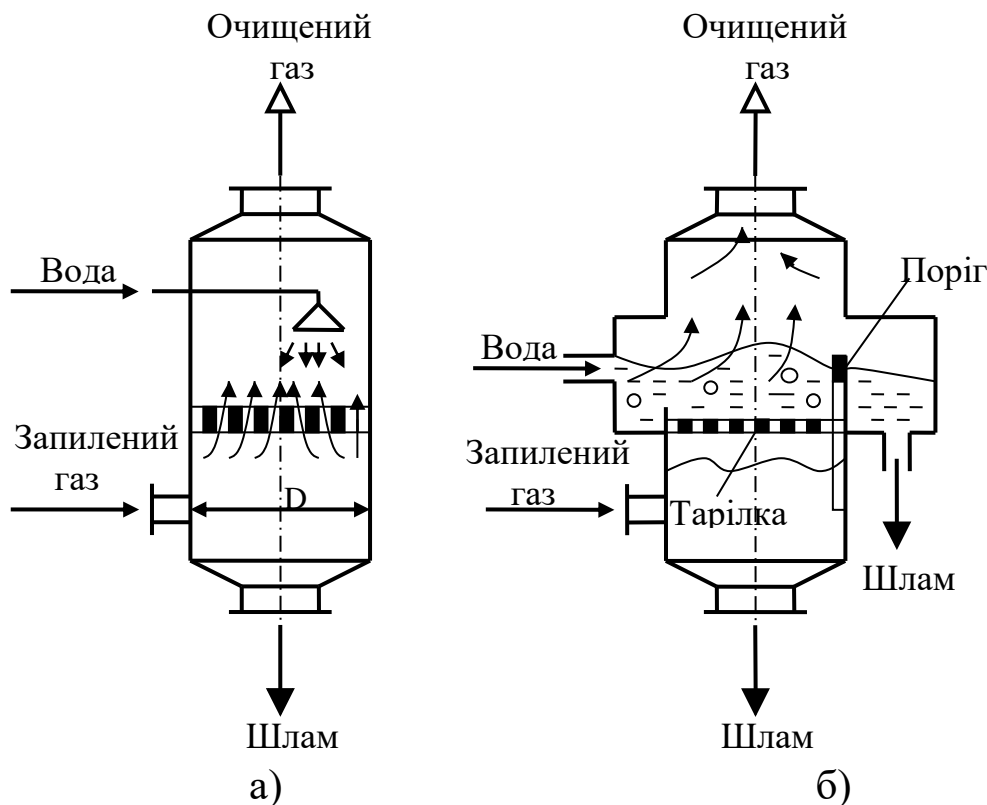 Очищений
газ
Вода
Запилений
газ
D
Шлам
а)
Очищений
газ
Поріг
Вода
Запилений
газ
Тарілка
Шлам
Шлам
б)